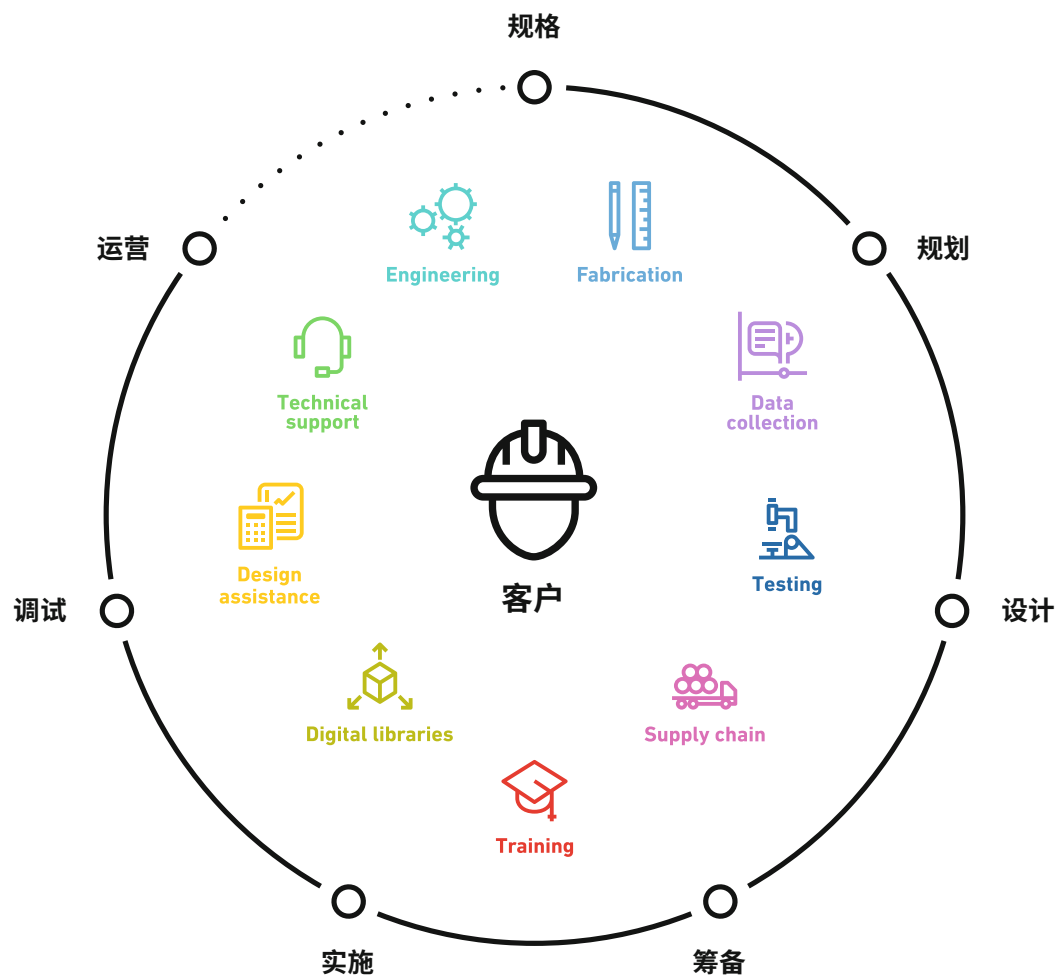 规格
运营
规划
Engineering
Fabrication
Technical
support
Data
collection
Design
assistance
客户
Testing
调试
设计
Digital libraries
Supply chain
Training
实施
筹备